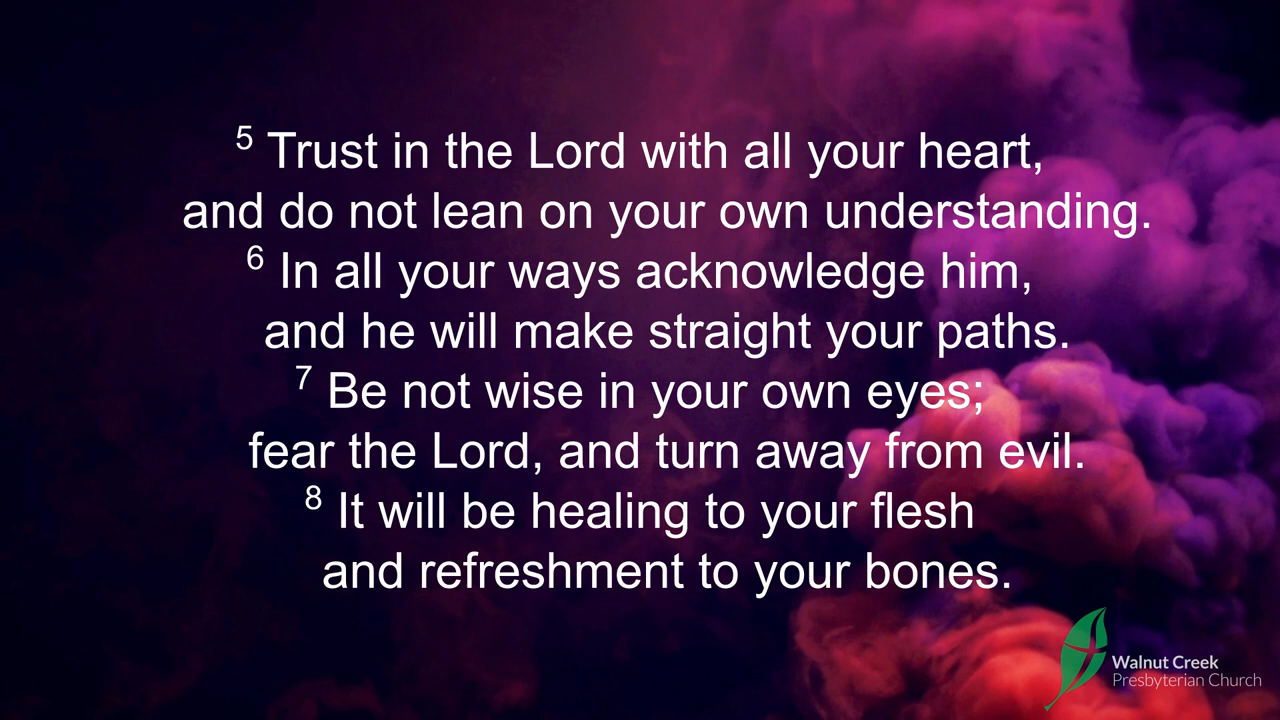 5 Trust in the Lord with all your heart,
and do not lean on your own understanding.
6 In all your ways acknowledge him,
and he will make straight your paths.
7 Be not wise in your own eyes;
fear the Lord, and turn away from evil.
8 It will be healing to your flesh
and refreshment to your bones.
Walnut Creek
Presbyterian Church